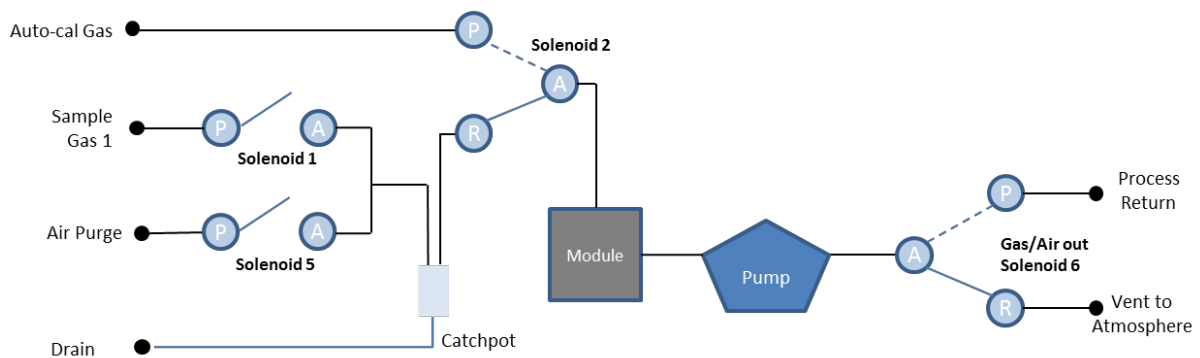 Auto-cal Gas
P
Solenoid 2
A
Sample
Gas 1
P
A
R
Solenoid 1
Air Purge
P
A
Solenoid 5
Module
Pump
A
P
Process
Return
Gas/Air out
Solenoid 6
R
Vent to
Atmosphere
Drain
Catchpot